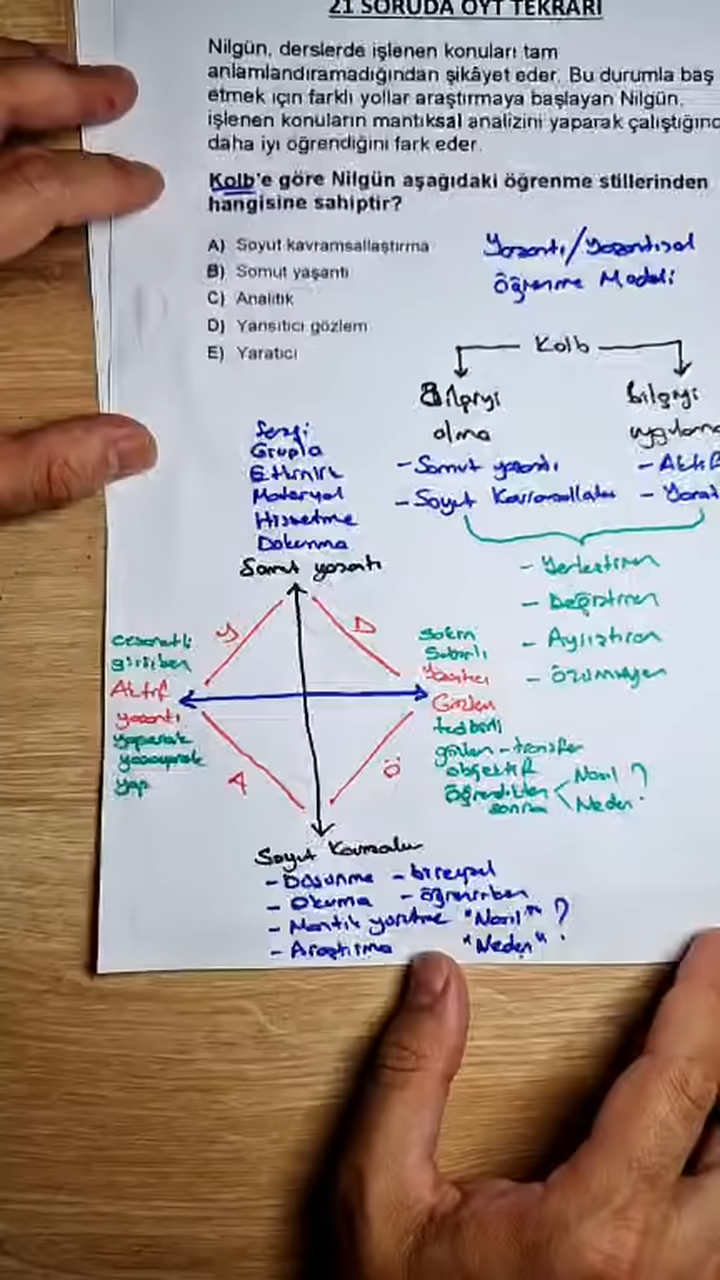 21 SORUDA ÖYT TEKRARI
Nilgün, derslerde işlenen konuları tam
anlamlandıramadığından şikâyet eder. Bu durumla baş
etmek için farklı yollar araştırmaya başlayan Nilgün,
işlenen konuların mantıksal analizini yaparak çalıştığında
daha iyi öğrendiğini fark eder.
Kolb'e göre Nilgün aşağıdaki öğrenme stillerinden
hangisine sahiptir?
A) Soyut kavramsallaştırma
B) Somut yaşantı
C) Analitik
D) Yansıtıcı gözlem
E) Yaratıcı
Yaşantı/Yaşantısal
Öğrenme Modeli
Kolb
Bilgiyi
alma
- Somut yaşantı
- Soyut
bilgiyi
- Yerleştiren
- Değiştiren
- Ayrıştıran
- Özümseyen
Sezgi
Grupla
Etkinlik
Materyal
Hissetme
Dokunma
Somut yaşantı
Y
D
cesaretli
girişken
Aktif
yaşantı
yaparak
yaşayarak
yap
Sakin
Sabırlı
Yansıtıcı
Gözlem
tedbirli
gözlem - transfer
objektif
öğrendikten
sonra
Nasıl
Neden
?
A
Ö
Soyut
- Düşünme - bireysel
- Okuma - öğrenirken
- Mantık yürütme "Nasıl" ?
- Araştırma "Neden"